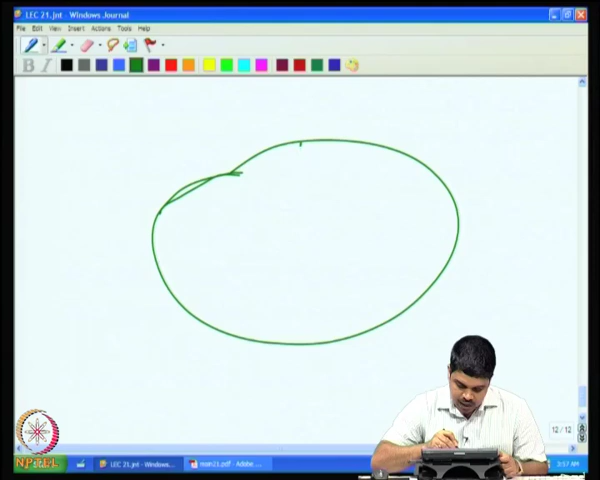 LEC 21.jnt - Windows Journal
File Edit View Insert Actions Tools Help
B I
12 / 12
NPTEL
LEC 21.jnt - Windows...
main21.pdf - Adobe...
3:57 AM